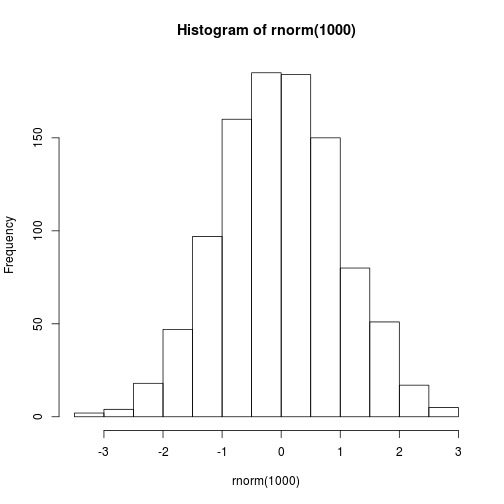 Histogram of rnorm(1000)
Frequency
150
100
50
0
-3 -2 -1 0 1 2 3
rnorm(1000)